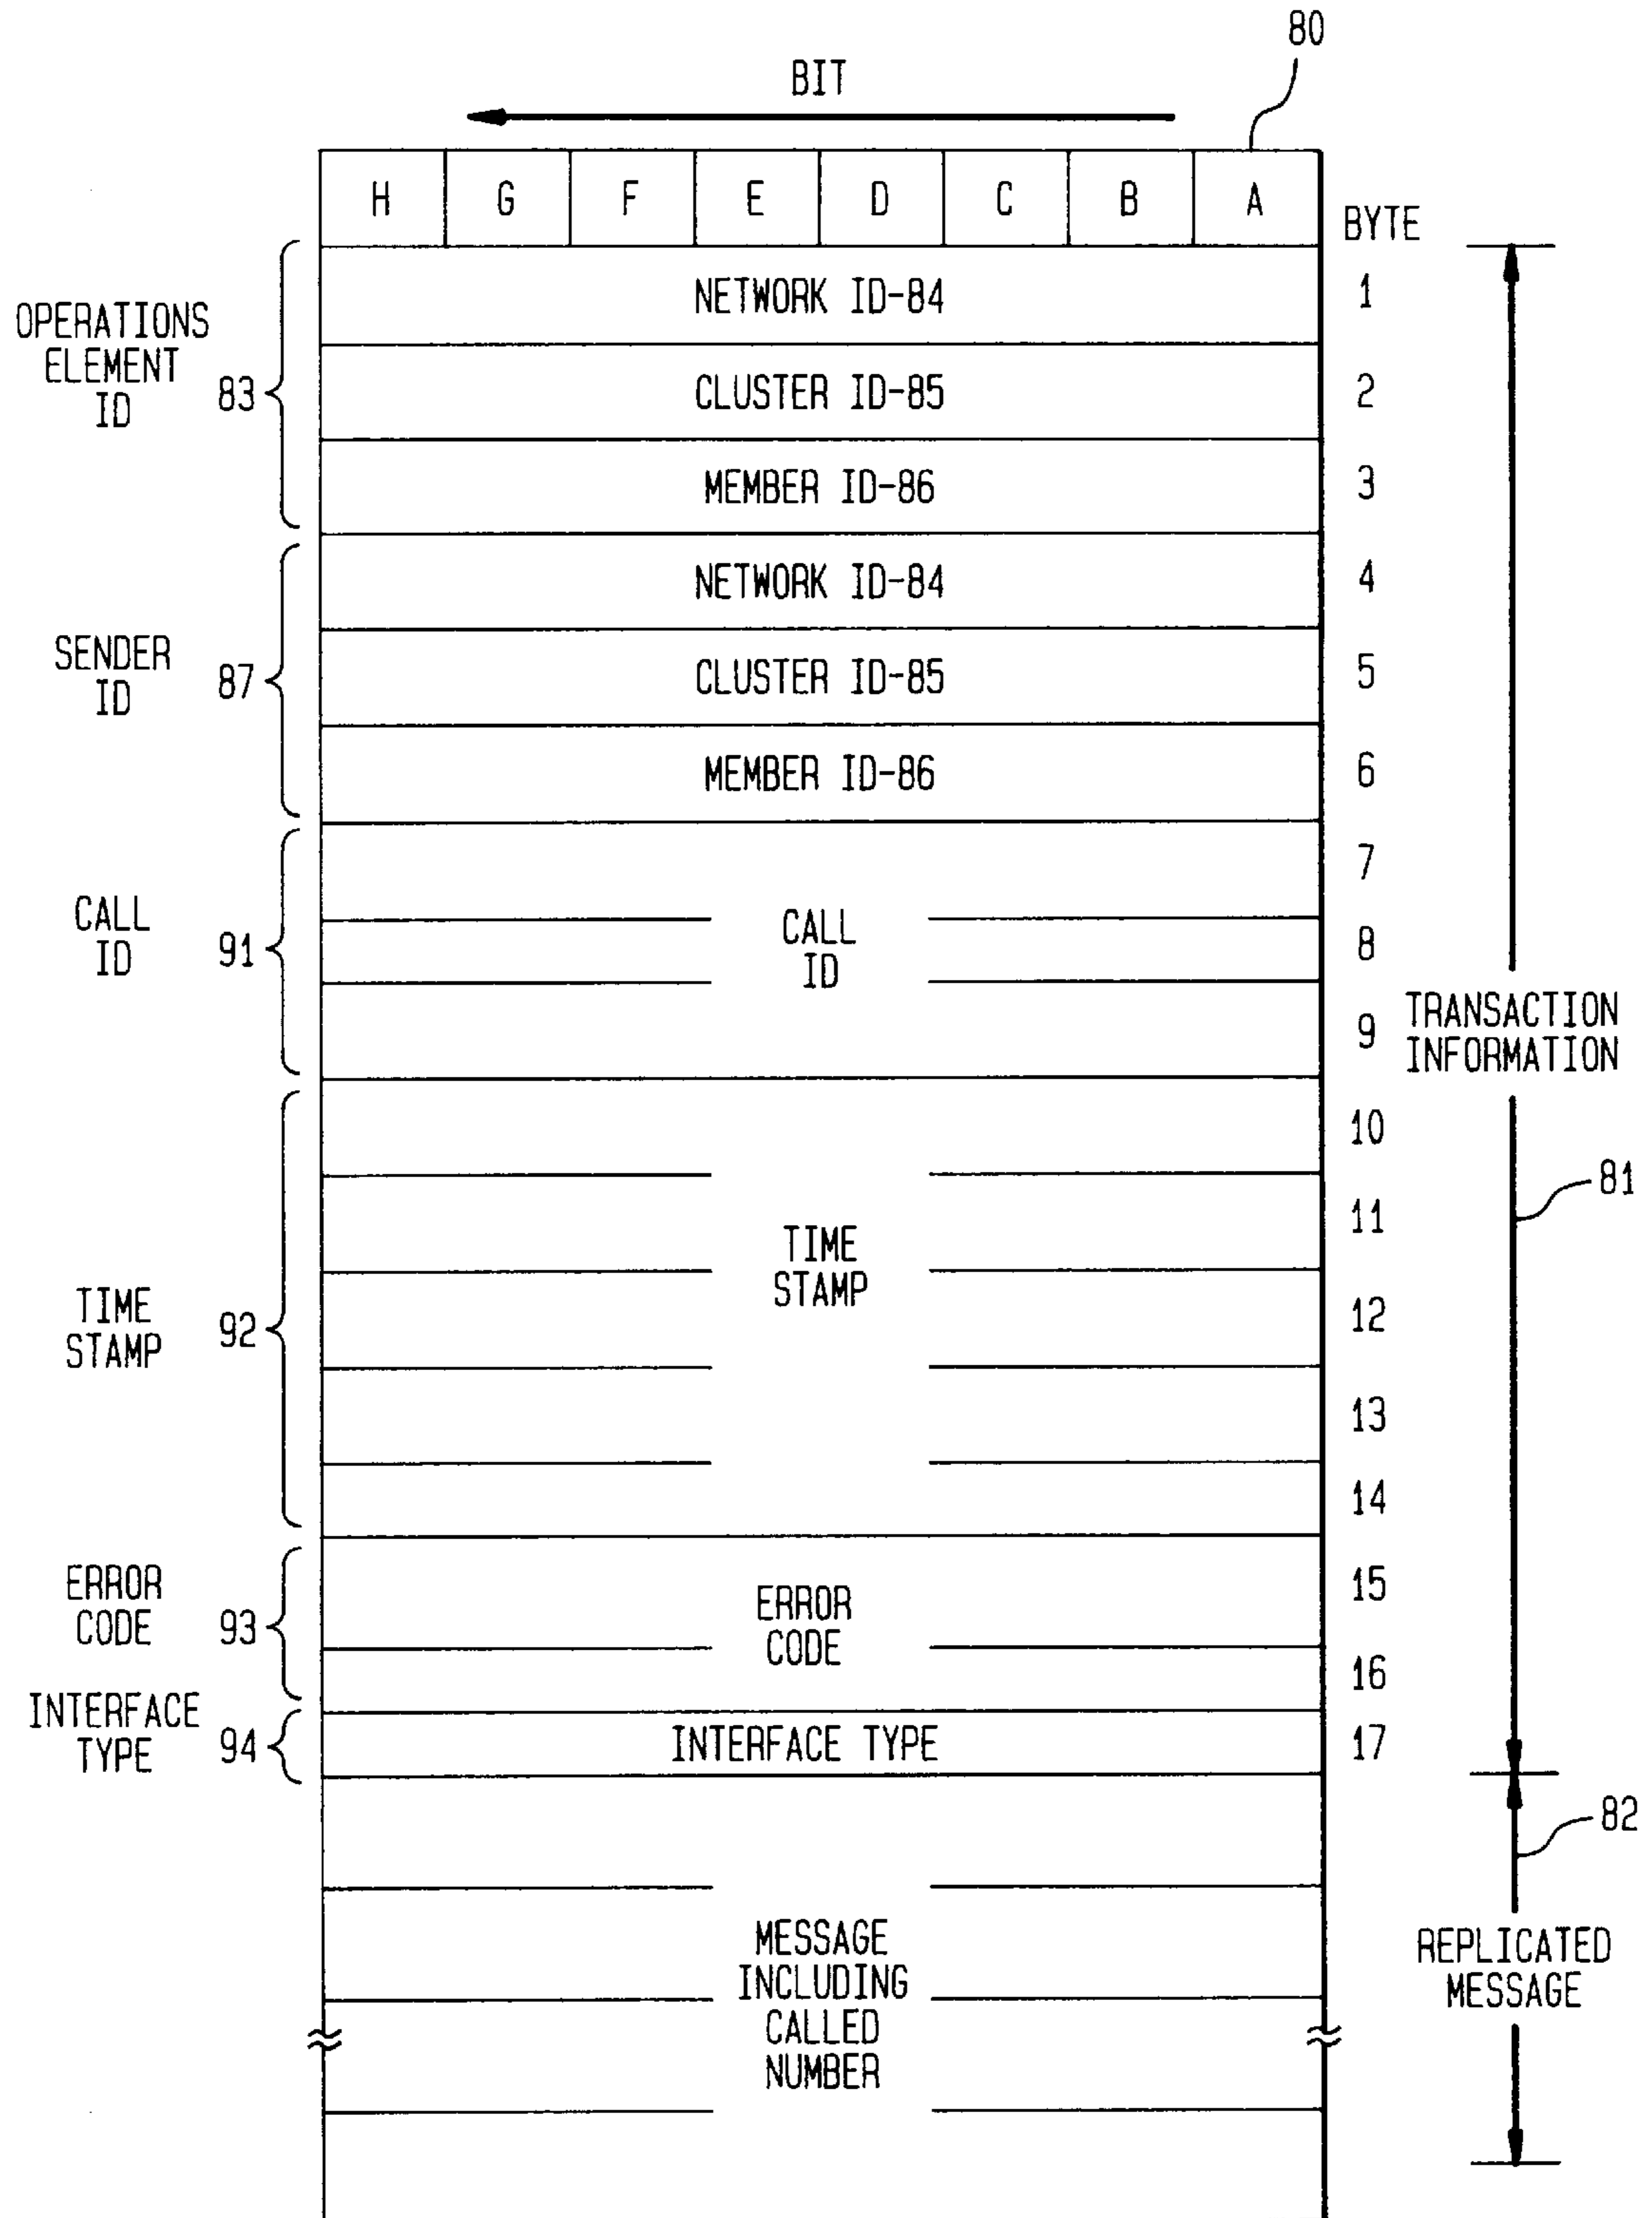 80
BIT
H G F E D C B A
BYTE
OPERATIONS
ELEMENT
ID
83
NETWORK ID-84
1
CLUSTER ID-85
2
MEMBER ID-86
3
SENDER
ID
87
NETWORK ID-84
4
CLUSTER ID-85
5
MEMBER ID-86
6
CALL
ID
91
CALL
ID
7
8
9
TRANSACTION
INFORMATION
81
TIME
STAMP
92
TIME
STAMP
10
11
12
13
14
ERROR
CODE
93
ERROR
CODE
15
16
INTERFACE
TYPE
94
INTERFACE TYPE
17
82
MESSAGE
INCLUDING
CALLED
NUMBER
REPLICATED
MESSAGE